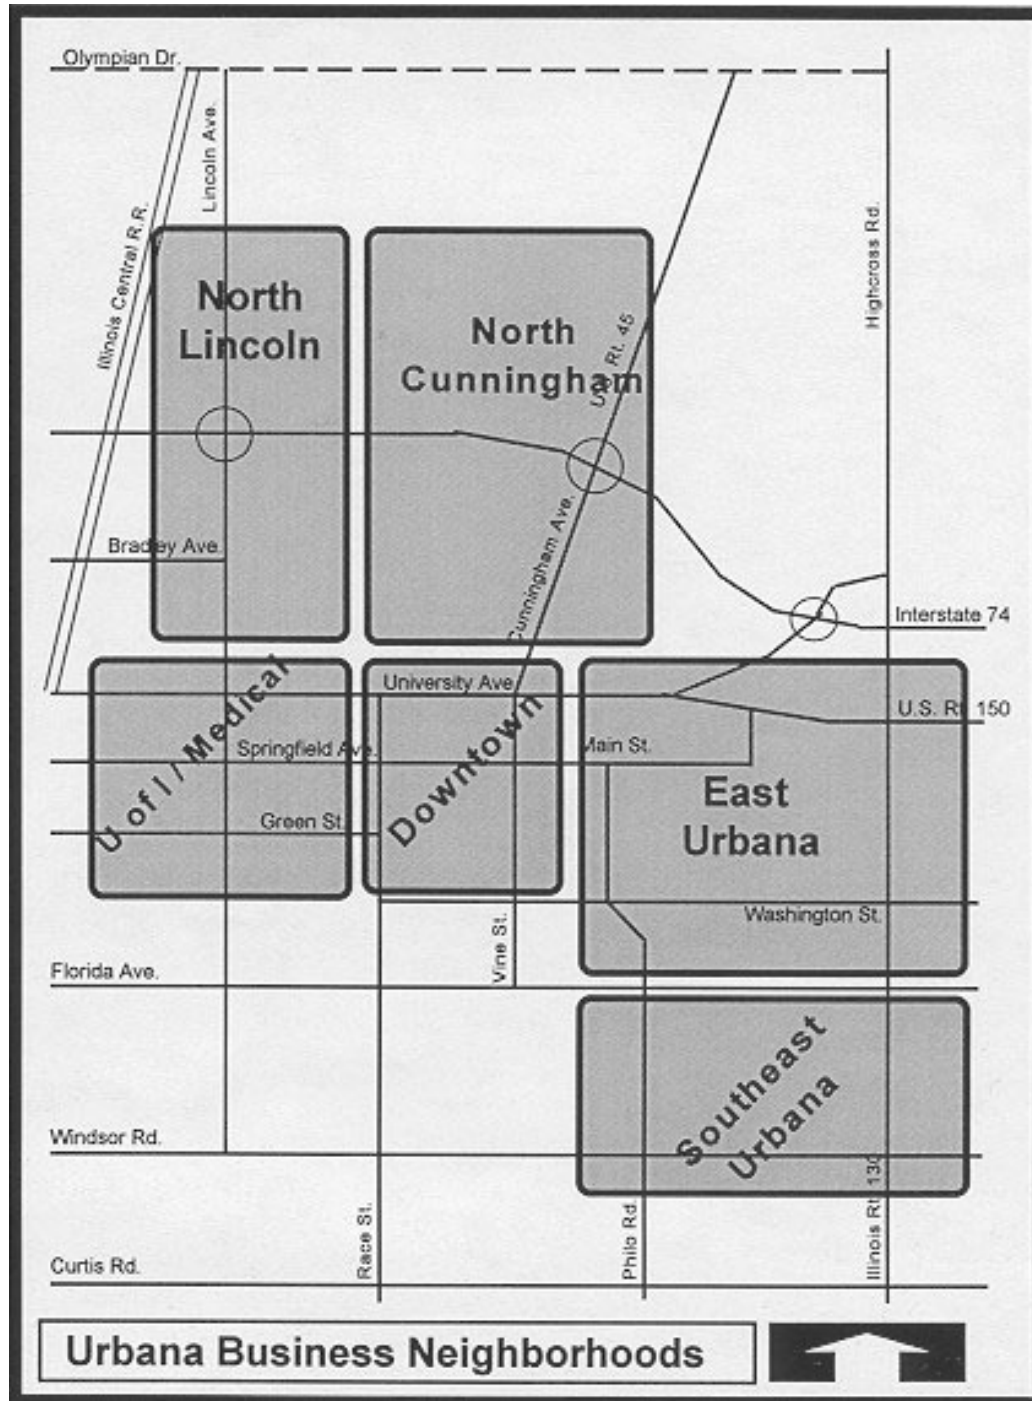 Olympian Dr.
Lincoln Ave.
Illinois Central R.R.
Highcross Rd.
North
Lincoln
North
Cunningham
U.S. Rt. 45
Cunningham Ave.
Bradley Ave.
Interstate 74
University Ave.
U.S. Rt. 150
U of I / Medical
Springfield Ave.
Downtown
Main St.
East
Urbana
Green St.
Washington St.
Vine St.
Florida Ave.
Southeast
Urbana
Windsor Rd.
Race St.
Philo Rd.
Illinois Rt. 130
Curtis Rd.
Urbana Business Neighborhoods